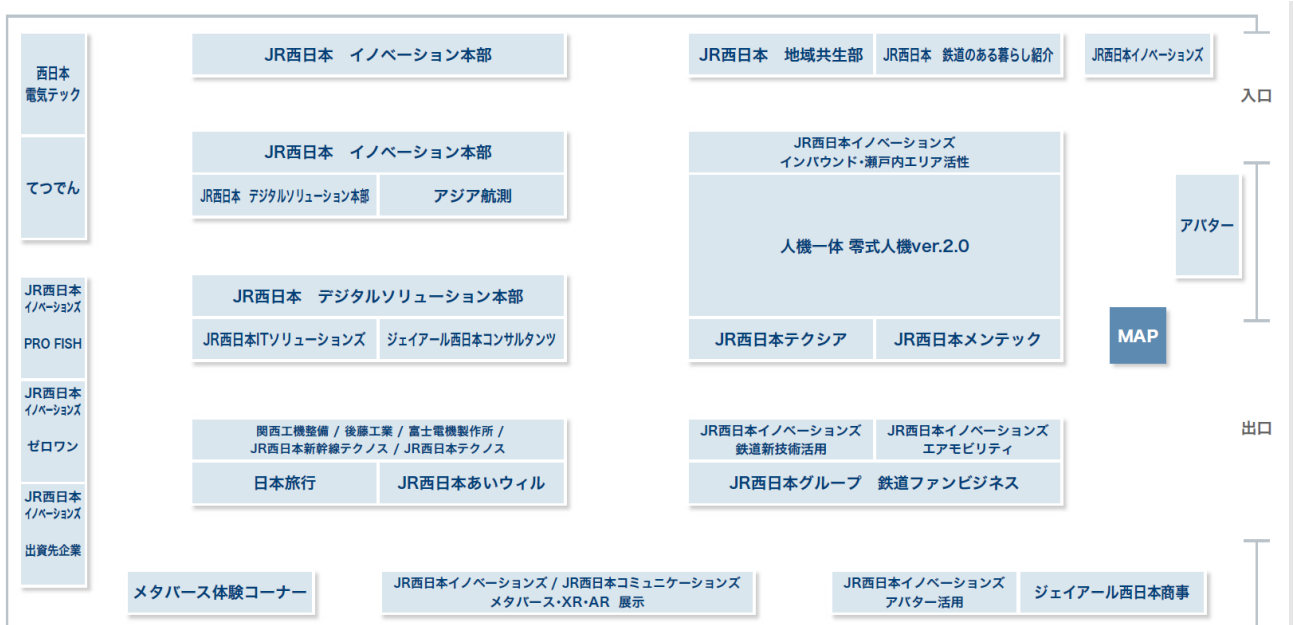 西日本
電気テック
てつでん
JR西日本
イノベーションズ
PRO FISH
JR西日本
イノベーションズ
ゼロワン
JR西日本
イノベーションズ
出資先企業
JR西日本　イノベーション本部
JR西日本　地域共生部
JR西日本　鉄道のある暮らし紹介
JR西日本イノベーションズ
入口
JR西日本　イノベーション本部
JR西日本　デジタルソリューション本部
アジア航測
JR西日本イノベーションズ
インバウンド・瀬戸内エリア活性
人機一体 零式人機ver.2.0
JR西日本テクシア
JR西日本メンテック
アバター
MAP
JR西日本　デジタルソリューション本部
JR西日本ITソリューションズ
ジェイアール西日本コンサルタンツ
関西工機整備 / 後藤工業 / 富士電機製作所 /
JR西日本新幹線テクノス / JR西日本テクノス
日本旅行
JR西日本あいウィル
JR西日本イノベーションズ
鉄道新技術活用
JR西日本イノベーションズ
エアモビリティ
JR西日本グループ　鉄道ファンビジネス
出口
メタバース体験コーナー
JR西日本イノベーションズ / JR西日本コミュニケーションズ
メタバース・XR・AR 展示
JR西日本イノベーションズ
アバター活用
ジェイアール西日本商事